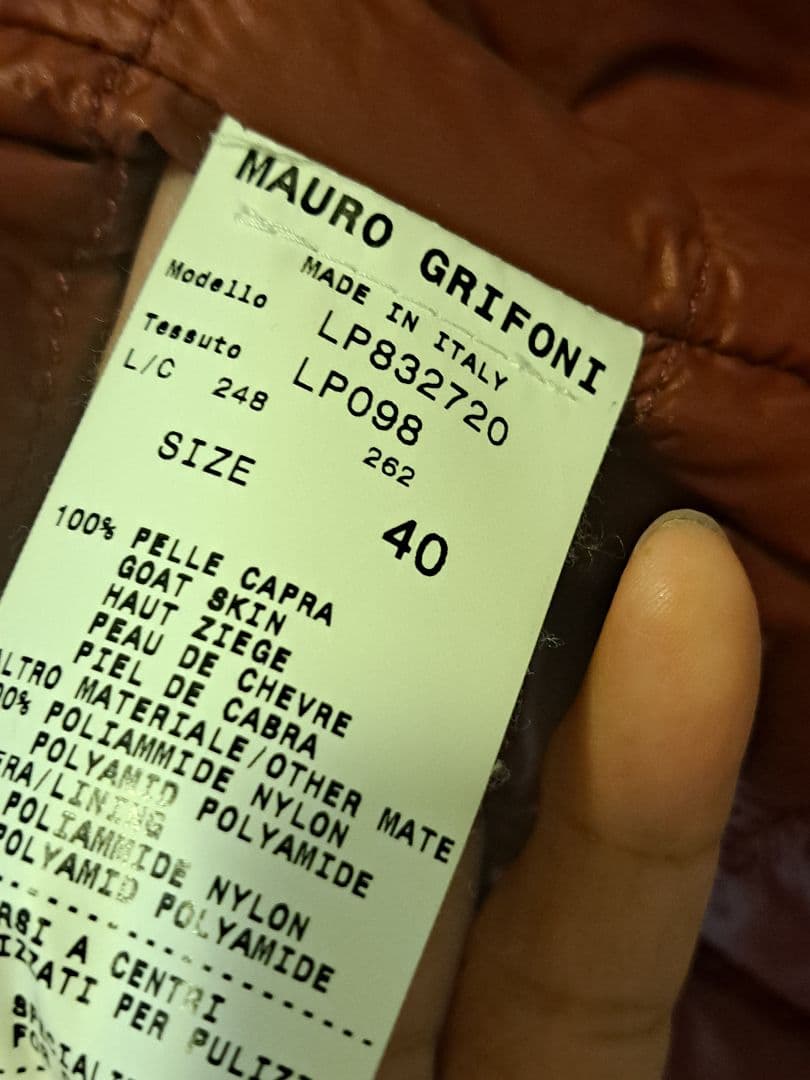 MAURO GRIFONI
MADE IN ITALY
Modello LP832720
Tessuto LP098
L/C 248 262
SIZE 40
100% PELLE CAPRA
GOAT SKIN
HAUT ZIEGE
PEAU DE CHEVRE
PIEL DE CABRA
LTRO MATERIALE/OTHER MATE
00% POLIAMMIDE NYLON
POLYAMID POLYAMIDE
ERA/LINING
POLIAMMIDE NYLON
POLYAMID POLYAMIDE
RSI A CENTRI
IZZATI PER PULIZ